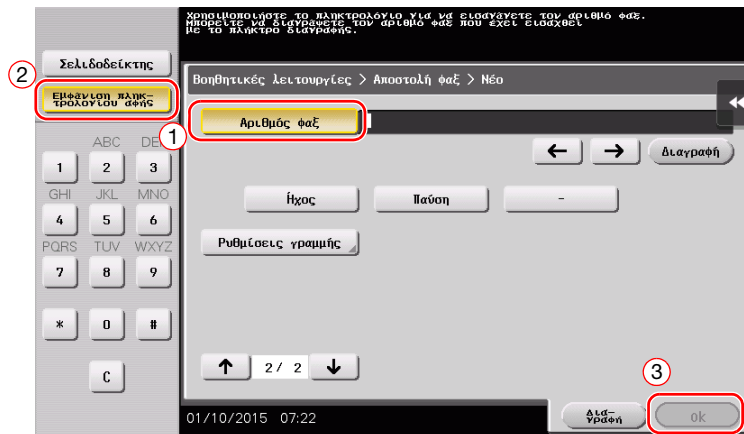 Χρησιμοποιήστε το πληκτρολόγιο για να εισαγάγετε τον αριθμό φαξ.
Μπορείτε να διαγράψετε τον αριθμό φαξ που έχει εισαχθεί
με το πλήκτρο διαγραφής.
2
Σελιδοδείκτης
Εμφάνιση πληκ-
τρολογίου αφής
Βοηθητικές λειτουργίες > Αποστολή φαξ > Νέο
1
Αριθμός φαξ
← → Διαγραφή
ABC DE
1 2 3
GHI JKL MNO
4 5 6
PQRS TUV WXYZ
7 8 9
* 0 #
C
Ήχος Παύση -
Ρυθμίσεις γραμμής
↑ 2/ 2 ↓
3
01/10/2015 07:22
Δια-
γραφή
ok